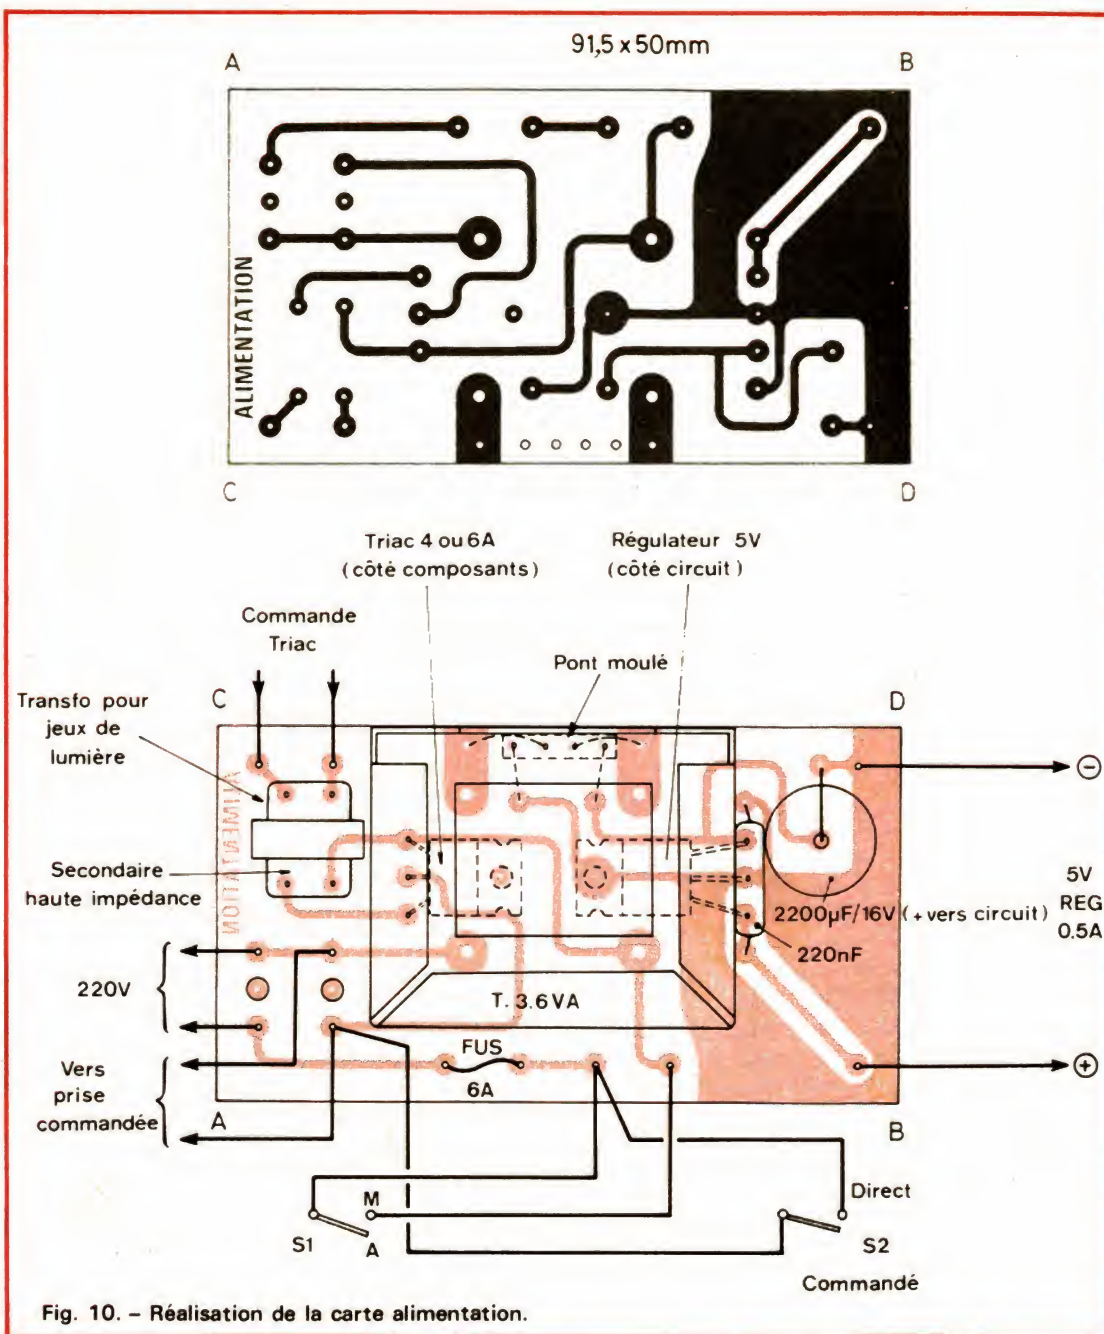 91,5 x 50mm
A
B
ALIMENTATION
C
D
Triac 4 ou 6A
(côté composants)
Régulateur 5V
(côté circuit)
Commande
Triac
Pont moulé
C
D
Transfo pour
jeux de
lumière
ALIMENTATION
Secondaire
haute impédance
2200µF/16V (+ vers circuit)
220nF
5V
REG
0.5A
220V
T. 3.6VA
FUS
6A
Vers
prise
commandée
A
B
M
A
S1
Direct
S2
Commandé
Fig. 10. – Réalisation de la carte alimentation.